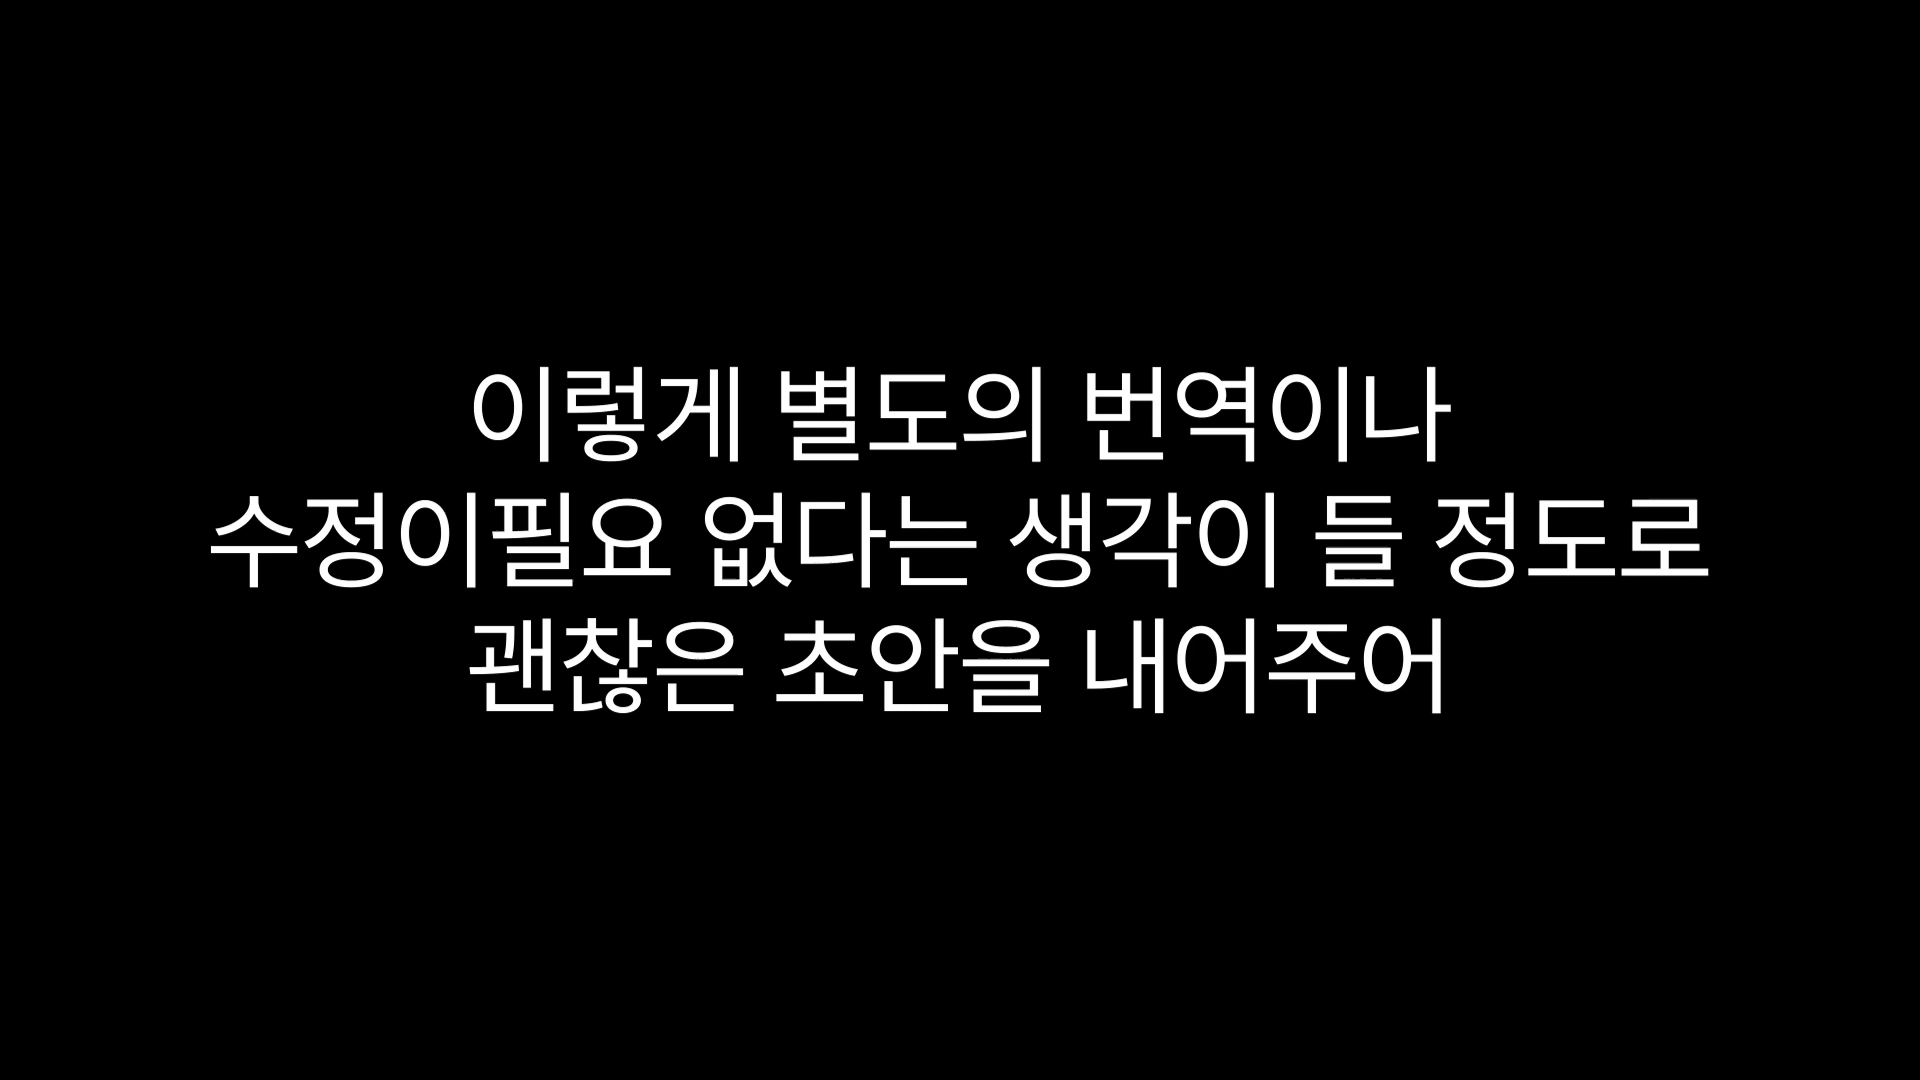 이렇게 별도의 번역이나
수정이필요 없다는 생각이 들 정도로
괜찮은 초안을 내어주어